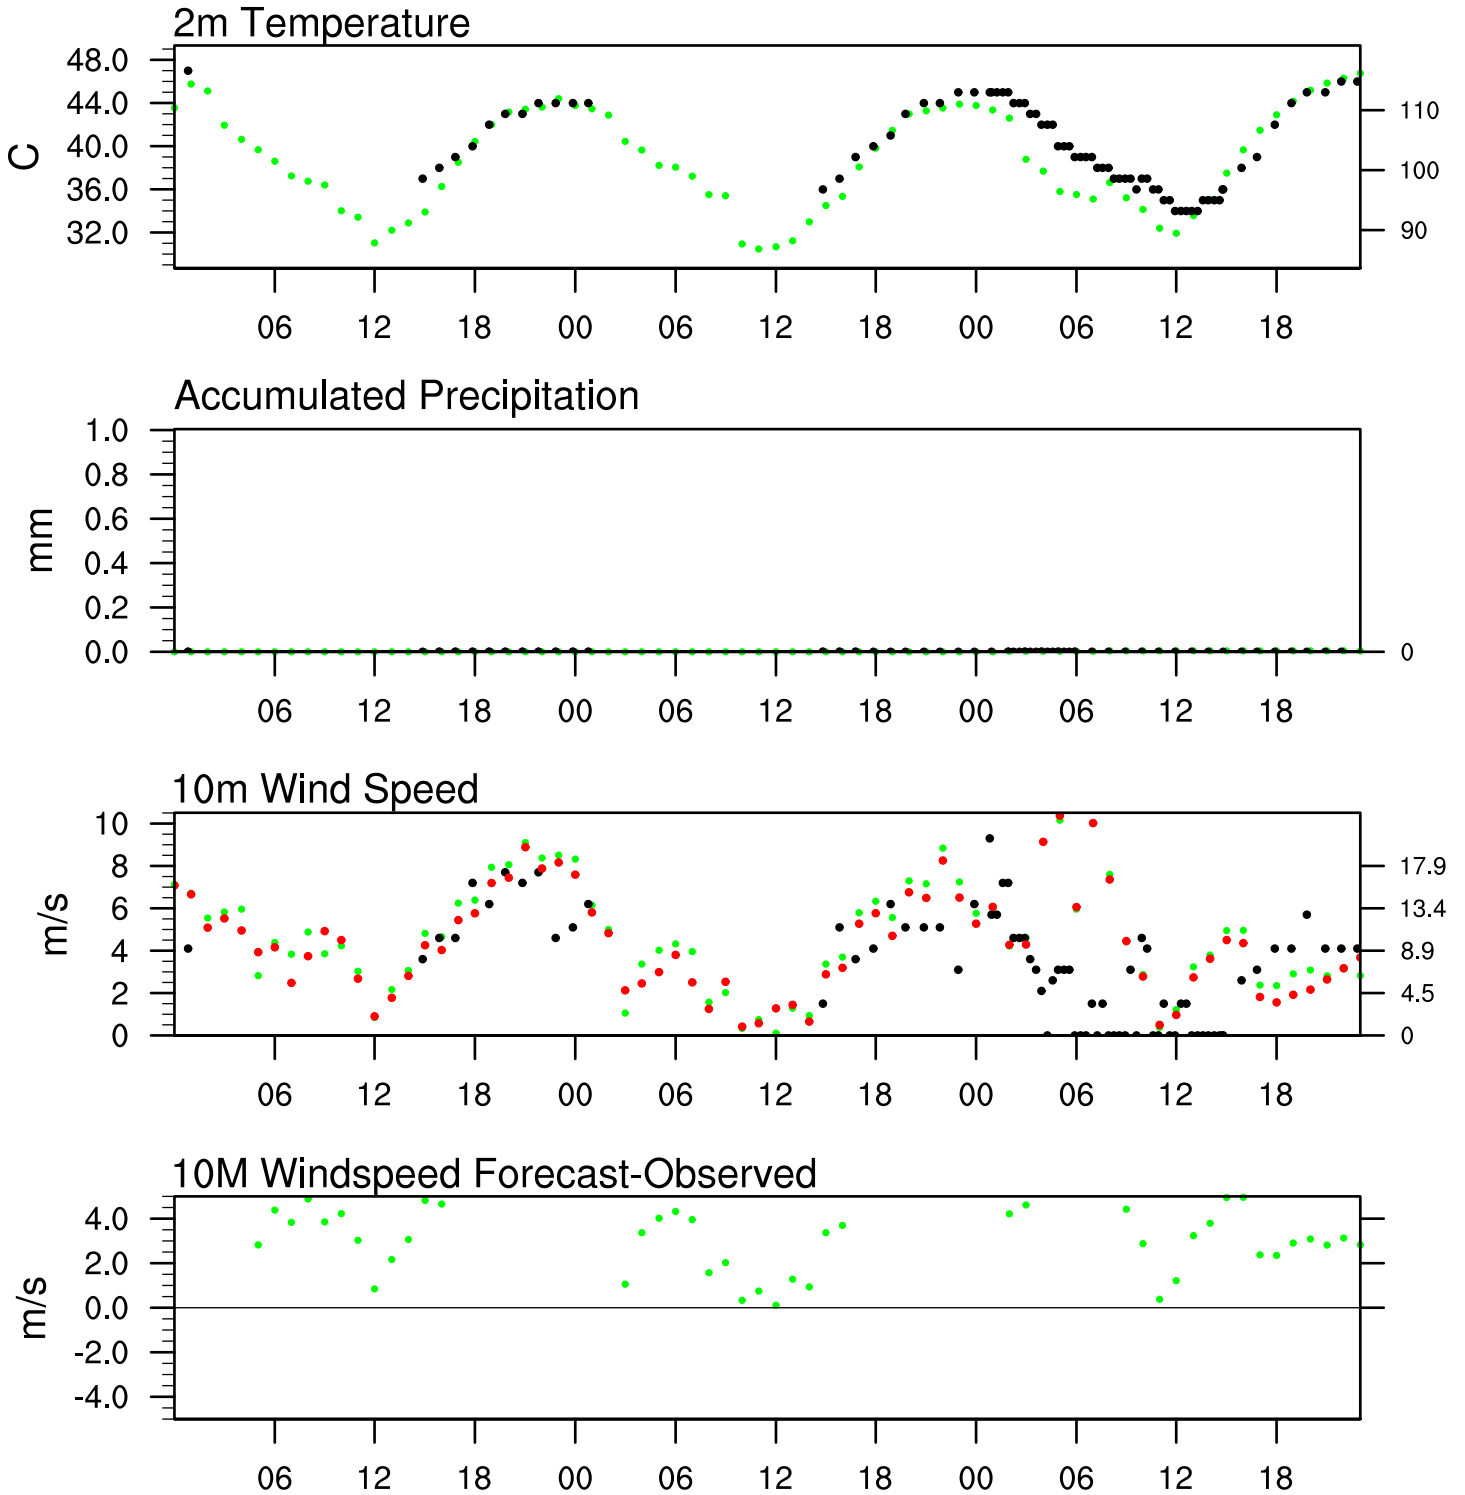 2m Temperature
48.0
44.0
40.0
36.0
32.0
C
110
100
90
06 12 18 00 06 12 18 00 06 12 18
Accumulated Precipitation
1.0
0.8
0.6
0.4
0.2
0.0
mm
0
06 12 18 00 06 12 18 00 06 12 18
10m Wind Speed
10
8
6
4
2
0
m/s
17.9
13.4
8.9
4.5
0
06 12 18 00 06 12 18 00 06 12 18
10M Windspeed Forecast-Observed
4.0
2.0
0.0
-2.0
-4.0
m/s
06 12 18 00 06 12 18 00 06 12 18